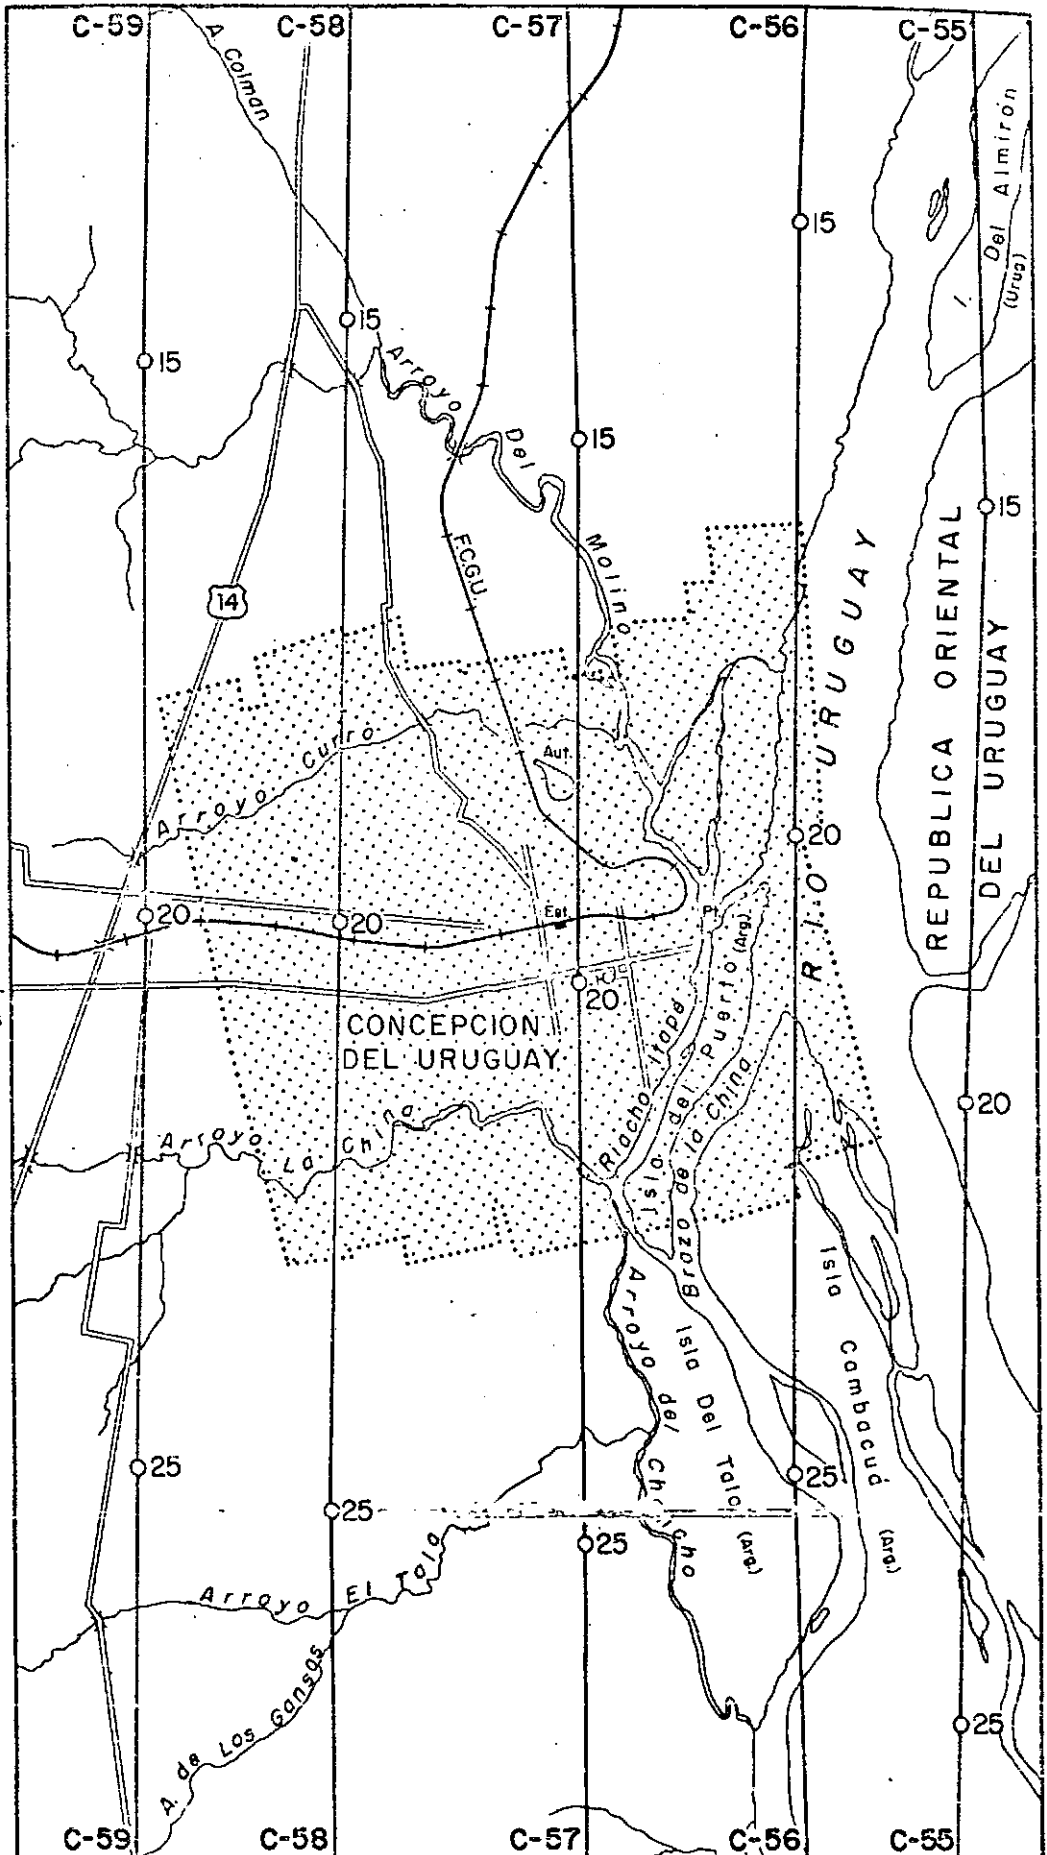 C-59 C-58 C-57 C-56 C-55
A. Colman
Del Almirón
I.
(Urug)
15
15
15
Arroyo Del Molino
15
15
F.C.G.U.
14
RIO URUGUAY
REPUBLICA ORIENTAL
DEL URUGUAY
Arroyo Curro
Aut.
20
20
20
Est.
Pt.
20
CONCEPCION
DEL URUGUAY
Riacho Itape
Isla del Puerto (Arg)
Brazo de la China
20
Arroyo La China
Isla Cambacuá
(Arg.)
Arroyo del Chancho
Isla Del Tala
(Arg.)
25
25
25
25
Arroyo El Tala
A. de Los Gansos
25
C-59 C-58 C-57 C-56 C-55